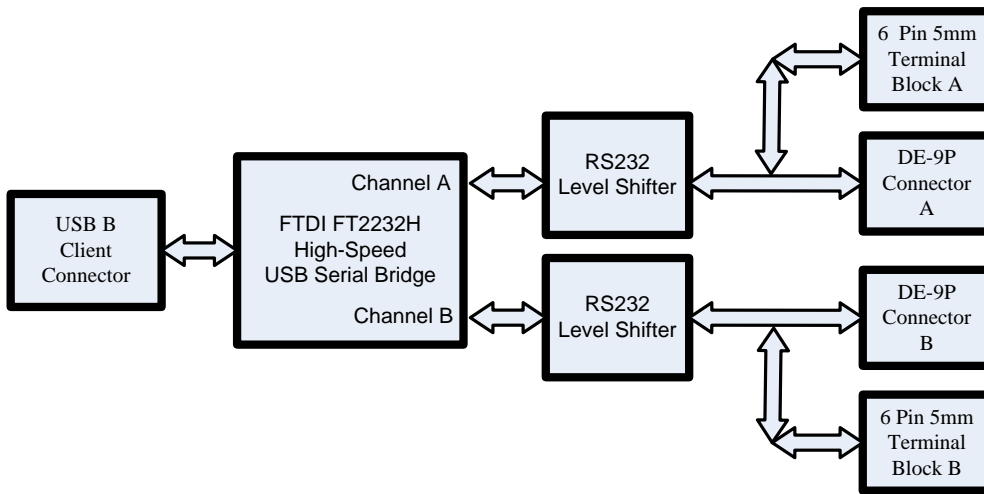 USB B
Client
Connector
Channel A
FTDI FT2232H
High-Speed
USB Serial Bridge
Channel B
RS232
Level Shifter
RS232
Level Shifter
6 Pin 5mm
Terminal
Block A
DE-9P
Connector
A
DE-9P
Connector
B
6 Pin 5mm
Terminal
Block B